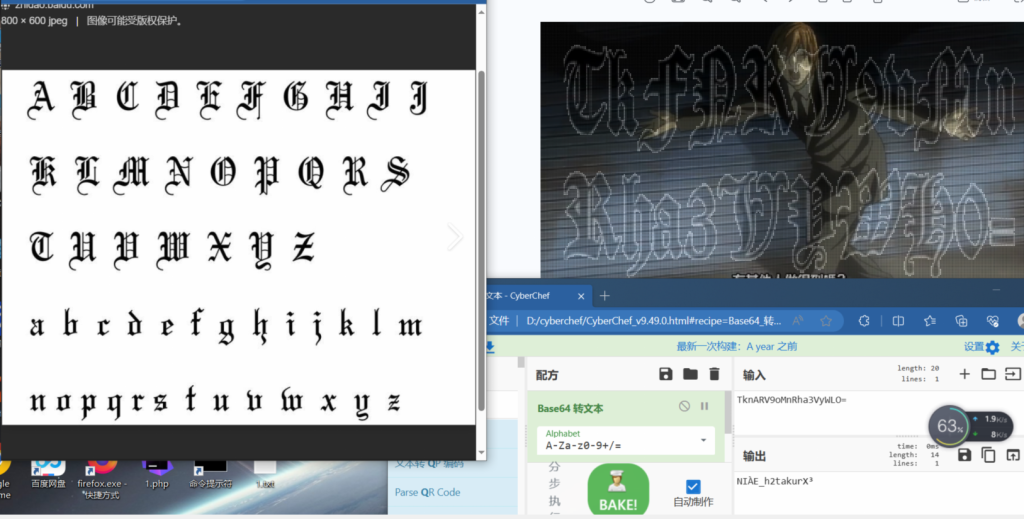 zhidao.baidu.com
800 × 600 jpeg | 图像可能受版权保护。
A B C D E F G H I J
K L M N O P Q R S
T U V W X Y Z
a b c d e f g h i j k l m
n o p q r s t u v w x y z
百度网盘
firefox.exe - 快捷方式
1.php
命令提示符
1.txt
文本 - CyberChef
文件 D:/cyberchef/CyberChef_v9.49.0.html#recipe=Base64_转...
最新一次构建：A year 之前
设置
关于
配方
Base64 转文本
Alphabet
A-Za-z0-9+/=
分步执行
BAKE!
自动制作
文本转 QP 编码
Parse QR Code
输入
length: 20
lines: 1
TknARV9oMnRha3VyWLO=
63%
1.9K/s
8K/s
输出
time: 0ms
length: 14
lines: 1
NIÀE_h2takurX³